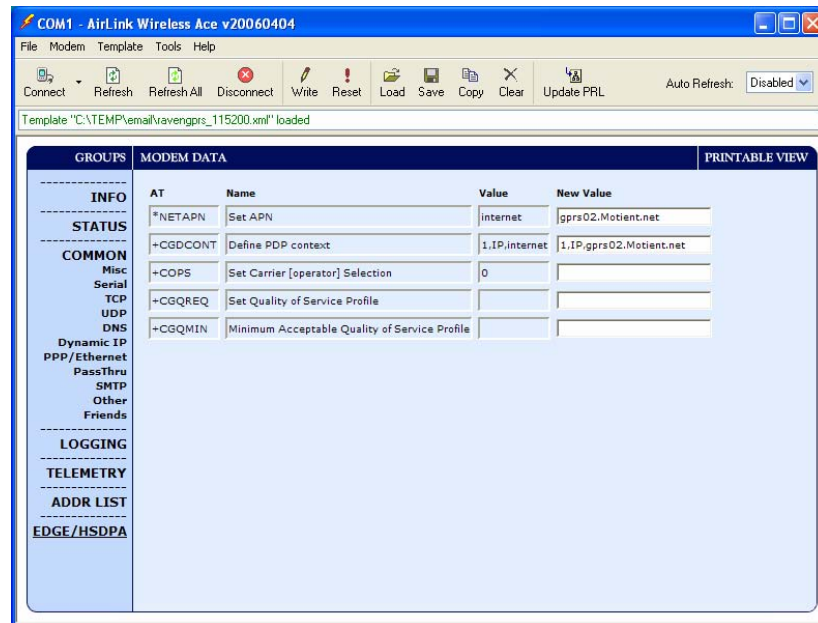 COM1 - AirLink Wireless Ace v20060404
File Modem Template Tools Help
Connect Refresh Refresh All Disconnect Write Reset Load Save Copy Clear Update PRL Auto Refresh: Disabled
Template "C:\TEMP\email\ravengprs_115200.xml" loaded
GROUPS MODEM DATA PRINTABLE VIEW
INFO
STATUS
COMMON
Misc
Serial
TCP
UDP
DNS
Dynamic IP
PPP/Ethernet
PassThru
SMTP
Other
Friends
LOGGING
TELEMETRY
ADDR LIST
EDGE/HSDPA
AT Name Value New Value
*NETAPN Set APN internet gprs02.Motient.net
+CGDCONT Define PDP context 1,IP,internet 1,IP,gprs02.Motient.net
+COPS Set Carrier [operator] Selection 0
+CGQREQ Set Quality of Service Profile
+CGQMIN Minimum Acceptable Quality of Service Profile